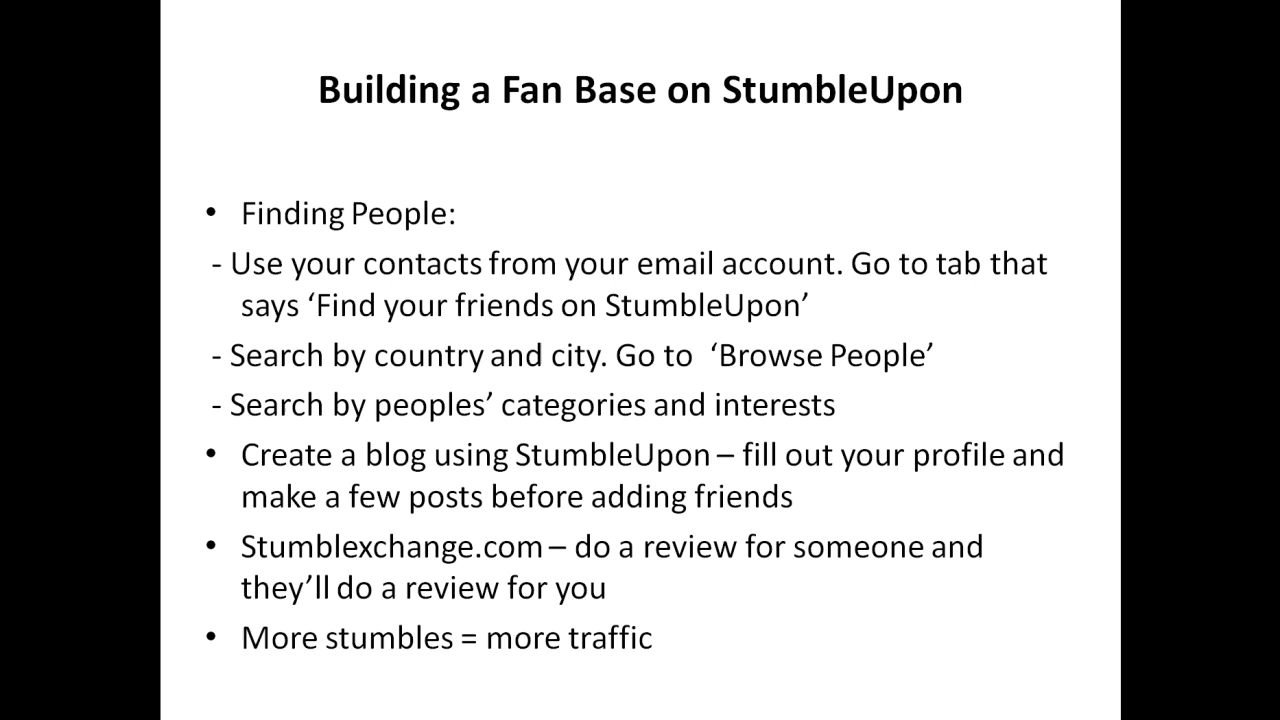 Building a Fan Base on StumbleUpon
• Finding People:
- Use your contacts from your email account. Go to tab that
says ‘Find your friends on StumbleUpon’
- Search by country and city. Go to ‘Browse People’
- Search by peoples’ categories and interests
• Create a blog using StumbleUpon – fill out your profile and
make a few posts before adding friends
• Stumblexchange.com – do a review for someone and
they’ll do a review for you
• More stumbles = more traffic